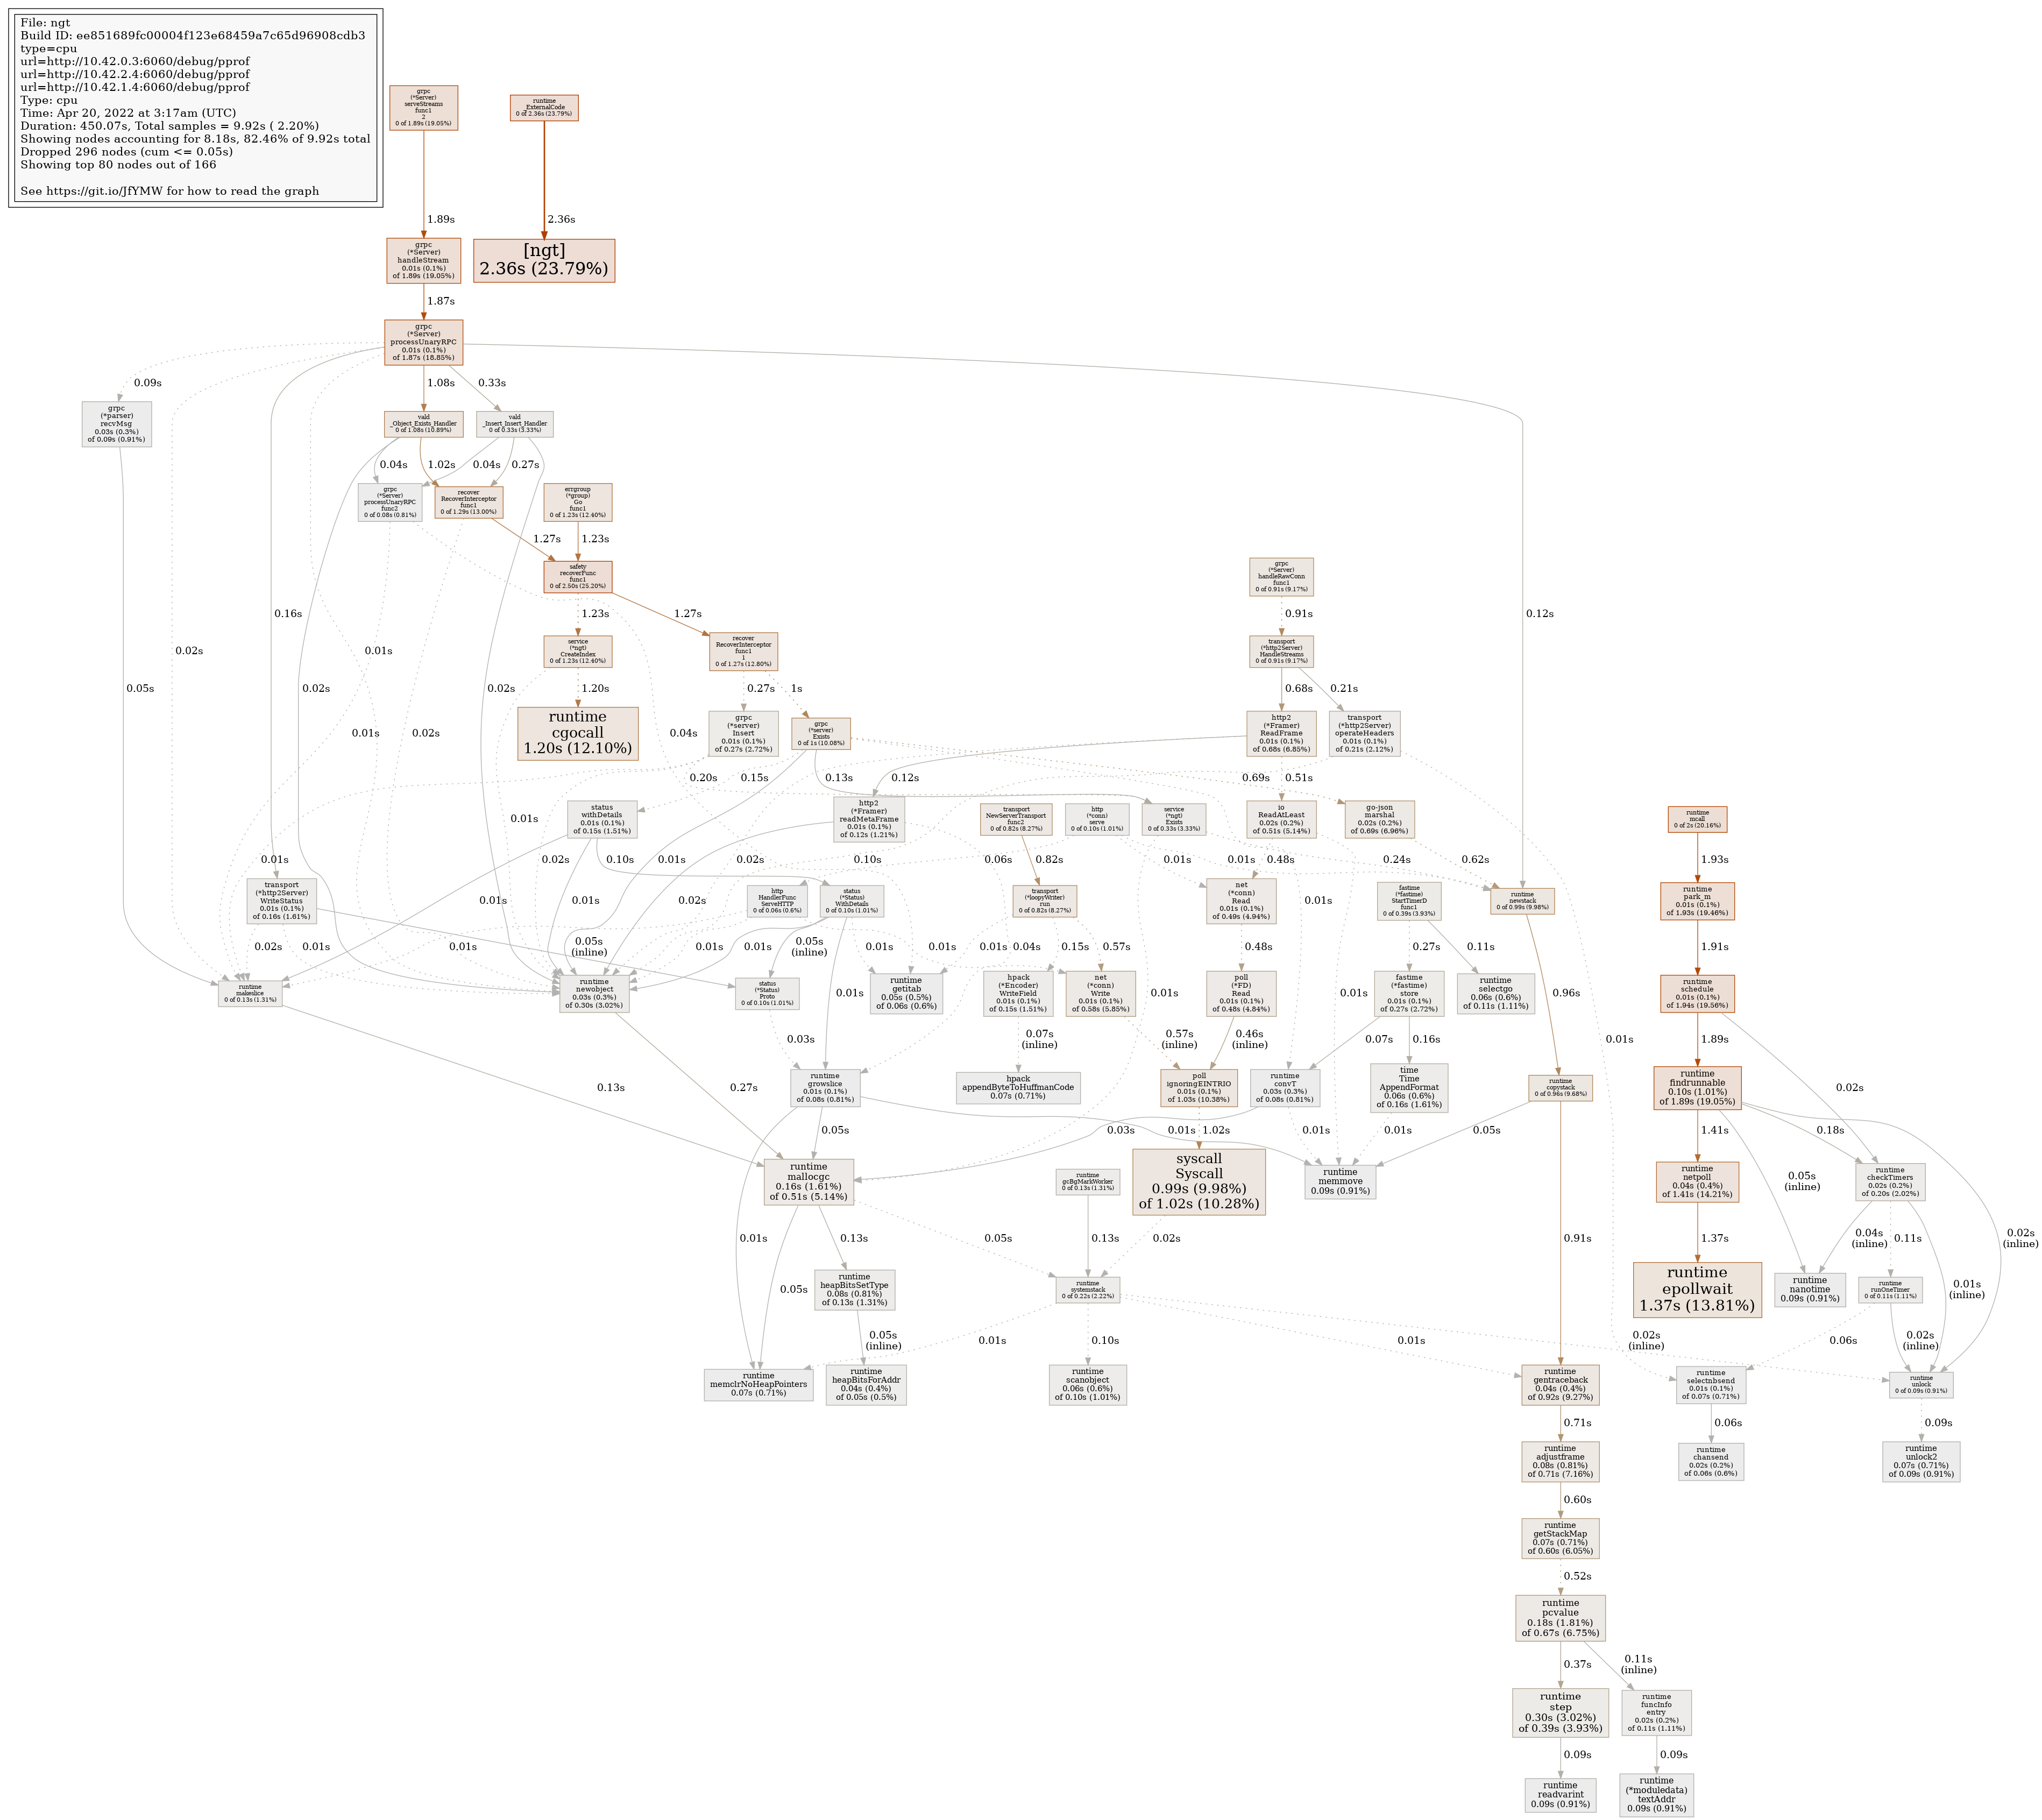 File: ngt
Build ID: ee851689fc00004f123e68459a7c65d96908cdb3
type=cpu
url=http://10.42.0.3:6060/debug/pprof
url=http://10.42.2.4:6060/debug/pprof
url=http://10.42.1.4:6060/debug/pprof
Type: cpu
Time: Apr 20, 2022 at 3:17am (UTC)
Duration: 450.07s, Total samples = 9.92s ( 2.20%)
Showing nodes accounting for 8.18s, 82.46% of 9.92s total
Dropped 296 nodes (cum <= 0.05s)
Showing top 80 nodes out of 166
See https://git.io/JfYMW for how to read the graph
grpc
(*Server)
serveStreams
func1
2
0 of 1.89s (19.05%)
runtime
_ExternalCode
0 of 2.36s (23.79%)
1.89s
2.36s
grpc
(*Server)
handleStream
0.01s (0.1%)
of 1.89s (19.05%)
[ngt]
2.36s (23.79%)
1.87s
grpc
(*Server)
processUnaryRPC
0.01s (0.1%)
of 1.87s (18.85%)
0.09s
1.08s
0.33s
grpc
(*parser)
recvMsg
0.03s (0.3%)
of 0.09s (0.91%)
vald
_Object_Exists_Handler
0 of 1.08s (10.89%)
vald
_Insert_Insert_Handler
0 of 0.33s (3.33%)
0.04s
1.02s
0.04s
0.27s
grpc
(*Server)
processUnaryRPC
func2
0 of 0.08s (0.81%)
recover
RecoverInterceptor
func1
0 of 1.29s (13.00%)
errgroup
(*group)
Go
func1
0 of 1.23s (12.40%)
1.27s
1.23s
safety
recoverFunc
func1
0 of 2.50s (25.20%)
grpc
(*Server)
handleRawConn
func1
0 of 0.91s (9.17%)
0.16s
1.23s
1.27s
0.91s
0.12s
service
(*ngt)
CreateIndex
0 of 1.23s (12.40%)
recover
RecoverInterceptor
func1
1
0 of 1.27s (12.80%)
transport
(*http2Server)
HandleStreams
0 of 0.91s (9.17%)
0.02s
0.01s
0.05s
0.02s
0.02s
1.20s
0.27s
1s
0.68s
0.21s
runtime
cgocall
1.20s (12.10%)
grpc
(*server)
Insert
0.01s (0.1%)
of 0.27s (2.72%)
grpc
(*server)
Exists
0 of 1s (10.08%)
http2
(*Framer)
ReadFrame
0.01s (0.1%)
of 0.68s (6.85%)
transport
(*http2Server)
operateHeaders
0.01s (0.1%)
of 0.21s (2.12%)
0.01s
0.02s
0.04s
0.20s
0.15s
0.13s
0.12s
0.69s
0.51s
status
withDetails
0.01s (0.1%)
of 0.15s (1.51%)
http2
(*Framer)
readMetaFrame
0.01s (0.1%)
of 0.12s (1.21%)
transport
NewServerTransport
func2
0 of 0.82s (8.27%)
http
(*conn)
serve
0 of 0.10s (1.01%)
service
(*ngt)
Exists
0 of 0.33s (3.33%)
io
ReadAtLeast
0.02s (0.2%)
of 0.51s (5.14%)
go-json
marshal
0.02s (0.2%)
of 0.69s (6.96%)
runtime
mcall
0 of 2s (20.16%)
0.01s
0.01s
0.02s
0.10s
0.01s
0.02s
0.10s
0.06s
0.82s
0.01s
0.01s
0.48s
0.24s
0.62s
1.93s
transport
(*http2Server)
WriteStatus
0.01s (0.1%)
of 0.16s (1.61%)
http
HandlerFunc
ServeHTTP
0 of 0.06s (0.6%)
status
(*Status)
WithDetails
0 of 0.10s (1.01%)
transport
(*loopyWriter)
run
0 of 0.82s (8.27%)
net
(*conn)
Read
0.01s (0.1%)
of 0.49s (4.94%)
fastime
(*fastime)
StartTimerD
func1
0 of 0.39s (3.93%)
runtime
newstack
0 of 0.99s (9.98%)
runtime
park_m
0.01s (0.1%)
of 1.93s (19.46%)
0.01s
0.01s
0.02s
0.01s
0.02s
0.01s
0.01s
0.05s
(inline)
0.01s
0.01s
0.05s
(inline)
0.01s
0.01s
0.01s
0.04s
0.15s
0.57s
0.48s
0.27s
0.11s
1.91s
runtime
makeslice
0 of 0.13s (1.31%)
runtime
newobject
0.03s (0.3%)
of 0.30s (3.02%)
status
(*Status)
Proto
0 of 0.10s (1.01%)
runtime
getitab
0.05s (0.5%)
of 0.06s (0.6%)
hpack
(*Encoder)
WriteField
0.01s (0.1%)
of 0.15s (1.51%)
net
(*conn)
Write
0.01s (0.1%)
of 0.58s (5.85%)
poll
(*FD)
Read
0.01s (0.1%)
of 0.48s (4.84%)
fastime
(*fastime)
store
0.01s (0.1%)
of 0.27s (2.72%)
runtime
selectgo
0.06s (0.6%)
of 0.11s (1.11%)
runtime
schedule
0.01s (0.1%)
of 1.94s (19.56%)
0.03s
0.01s
0.07s
(inline)
0.57s
(inline)
0.46s
(inline)
0.01s
0.01s
0.07s
0.16s
0.96s
0.01s
1.89s
0.02s
0.13s
0.27s
runtime
growslice
0.01s (0.1%)
of 0.08s (0.81%)
hpack
appendByteToHuffmanCode
0.07s (0.71%)
poll
ignoringEINTRIO
0.01s (0.1%)
of 1.03s (10.38%)
runtime
convT
0.03s (0.3%)
of 0.08s (0.81%)
time
Time
AppendFormat
0.06s (0.6%)
of 0.16s (1.61%)
runtime
copystack
0 of 0.96s (9.68%)
runtime
findrunnable
0.10s (1.01%)
of 1.89s (19.05%)
0.05s
0.03s
0.01s
1.02s
0.01s
0.01s
0.05s
1.41s
0.05s
(inline)
0.18s
0.02s
(inline)
runtime
mallocgc
0.16s (1.61%)
of 0.51s (5.14%)
runtime
gcBgMarkWorker
0 of 0.13s (1.31%)
syscall
Syscall
0.99s (9.98%)
of 1.02s (10.28%)
runtime
memmove
0.09s (0.91%)
runtime
netpoll
0.04s (0.4%)
of 1.41s (14.21%)
runtime
checkTimers
0.02s (0.2%)
of 0.20s (2.02%)
0.01s
0.05s
0.13s
0.05s
0.13s
0.02s
0.91s
1.37s
0.04s
(inline)
0.11s
0.01s
(inline)
runtime
heapBitsSetType
0.08s (0.81%)
of 0.13s (1.31%)
runtime
systemstack
0 of 0.22s (2.22%)
runtime
epollwait
1.37s (13.81%)
runtime
nanotime
0.09s (0.91%)
runtime
runOneTimer
0 of 0.11s (1.11%)
0.05s
(inline)
0.01s
0.10s
0.01s
0.02s
(inline)
0.06s
0.02s
(inline)
runtime
memclrNoHeapPointers
0.07s (0.71%)
runtime
heapBitsForAddr
0.04s (0.4%)
of 0.05s (0.5%)
runtime
scanobject
0.06s (0.6%)
of 0.10s (1.01%)
runtime
gentraceback
0.04s (0.4%)
of 0.92s (9.27%)
runtime
selectnbsend
0.01s (0.1%)
of 0.07s (0.71%)
runtime
unlock
0 of 0.09s (0.91%)
0.71s
0.06s
0.09s
runtime
adjustframe
0.08s (0.81%)
of 0.71s (7.16%)
runtime
chansend
0.02s (0.2%)
of 0.06s (0.6%)
runtime
unlock2
0.07s (0.71%)
of 0.09s (0.91%)
0.60s
runtime
getStackMap
0.07s (0.71%)
of 0.60s (6.05%)
0.52s
runtime
pcvalue
0.18s (1.81%)
of 0.67s (6.75%)
0.37s
0.11s
(inline)
runtime
step
0.30s (3.02%)
of 0.39s (3.93%)
runtime
funcInfo
entry
0.02s (0.2%)
of 0.11s (1.11%)
0.09s
0.09s
runtime
readvarint
0.09s (0.91%)
runtime
(*moduledata)
textAddr
0.09s (0.91%)